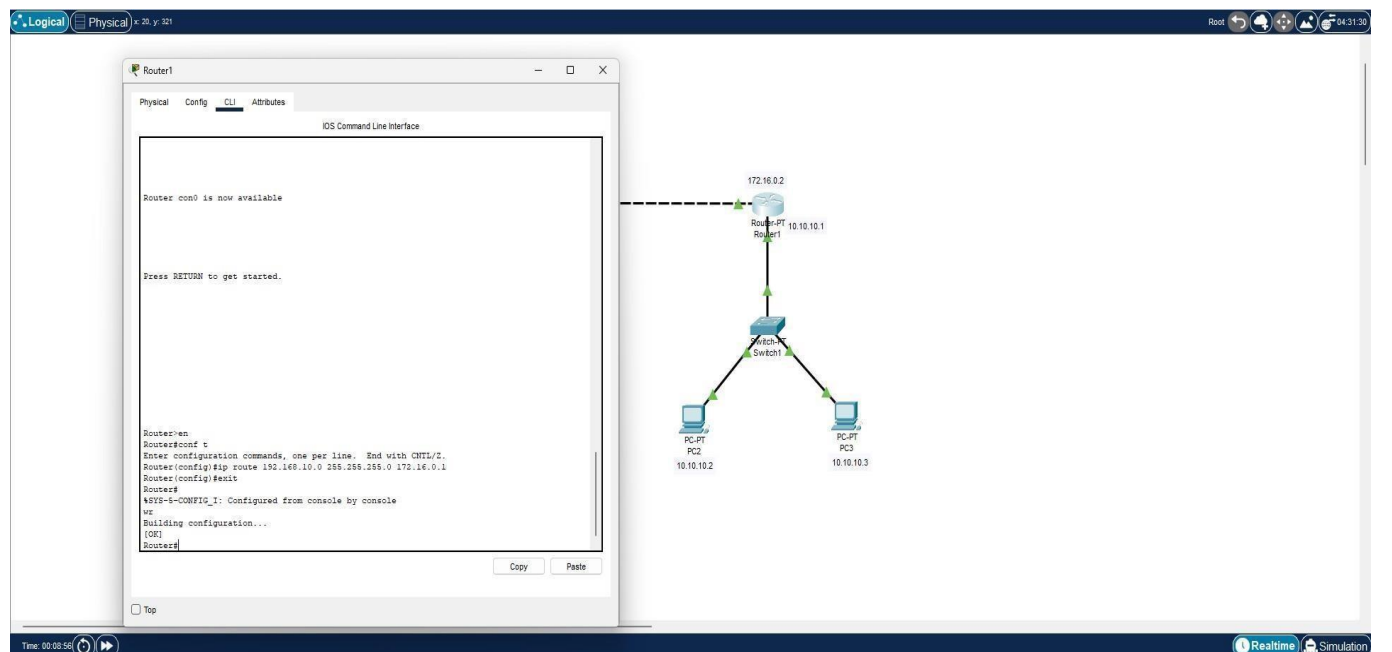 Logical
Physical
x: 20, y: 321
Root
04:31:30
Router1
Physical
Config
CLI
Attributes
IOS Command Line Interface
Router con0 is now available
Press RETURN to get started.
Router>en
Router#conf t
Enter configuration commands, one per line.  End with CNTL/Z.
Router(config)#ip route 192.168.10.0 255.255.255.0 172.16.0.1
Router(config)#exit
Router#
%SYS-5-CONFIG_I: Configured from console by console
wr
Building configuration...
[OK]
Router#
Copy
Paste
Top
172.16.0.2
Router-PT
Router1
10.10.10.1
Switch-PT
Switch1
PC-PT
PC2
10.10.10.2
PC-PT
PC3
10.10.10.3
Time: 00:08:56
Realtime
Simulation